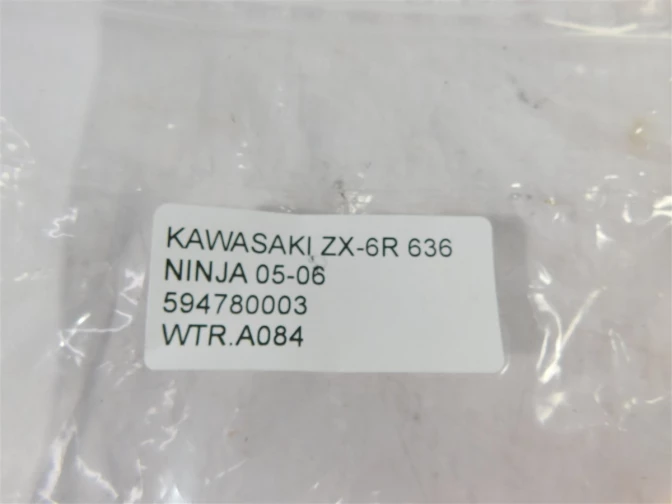 KAWASAKI ZX-6R 636
NINJA 05-06
594780003
WTR.A084